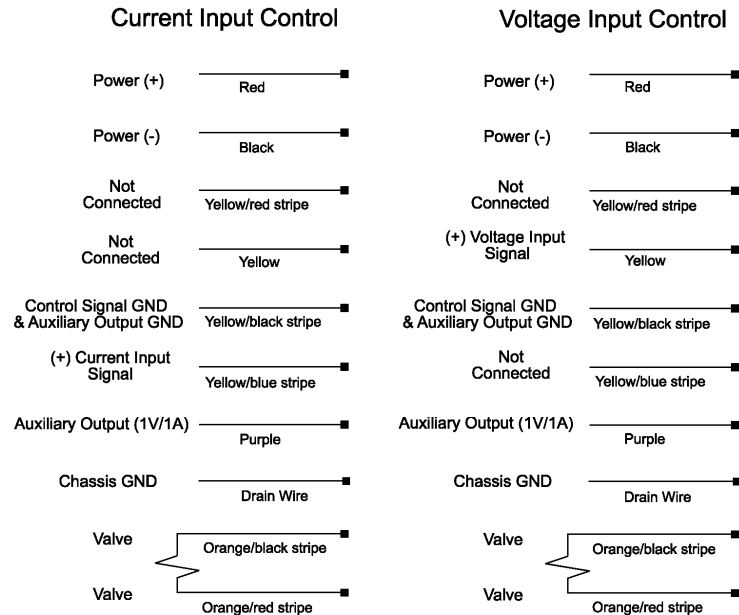 Current Input Control
Power (+)
Red
Power (-)
Black
Not
Connected
Yellow/red stripe
Not
Connected
Yellow
Control Signal GND
& Auxiliary Output GND
Yellow/black stripe
(+) Current Input
Signal
Yellow/blue stripe
Auxiliary Output (1V/1A)
Purple
Chassis GND
Drain Wire
Valve
Orange/black stripe
Valve
Orange/red stripe
Voltage Input Control
Power (+)
Red
Power (-)
Black
Not
Connected
Yellow/red stripe
(+) Voltage Input
Signal
Yellow
Control Signal GND
& Auxiliary Output GND
Yellow/black stripe
Not
Connected
Yellow/blue stripe
Auxiliary Output (1V/1A)
Purple
Chassis GND
Drain Wire
Valve
Orange/black stripe
Valve
Orange/red stripe